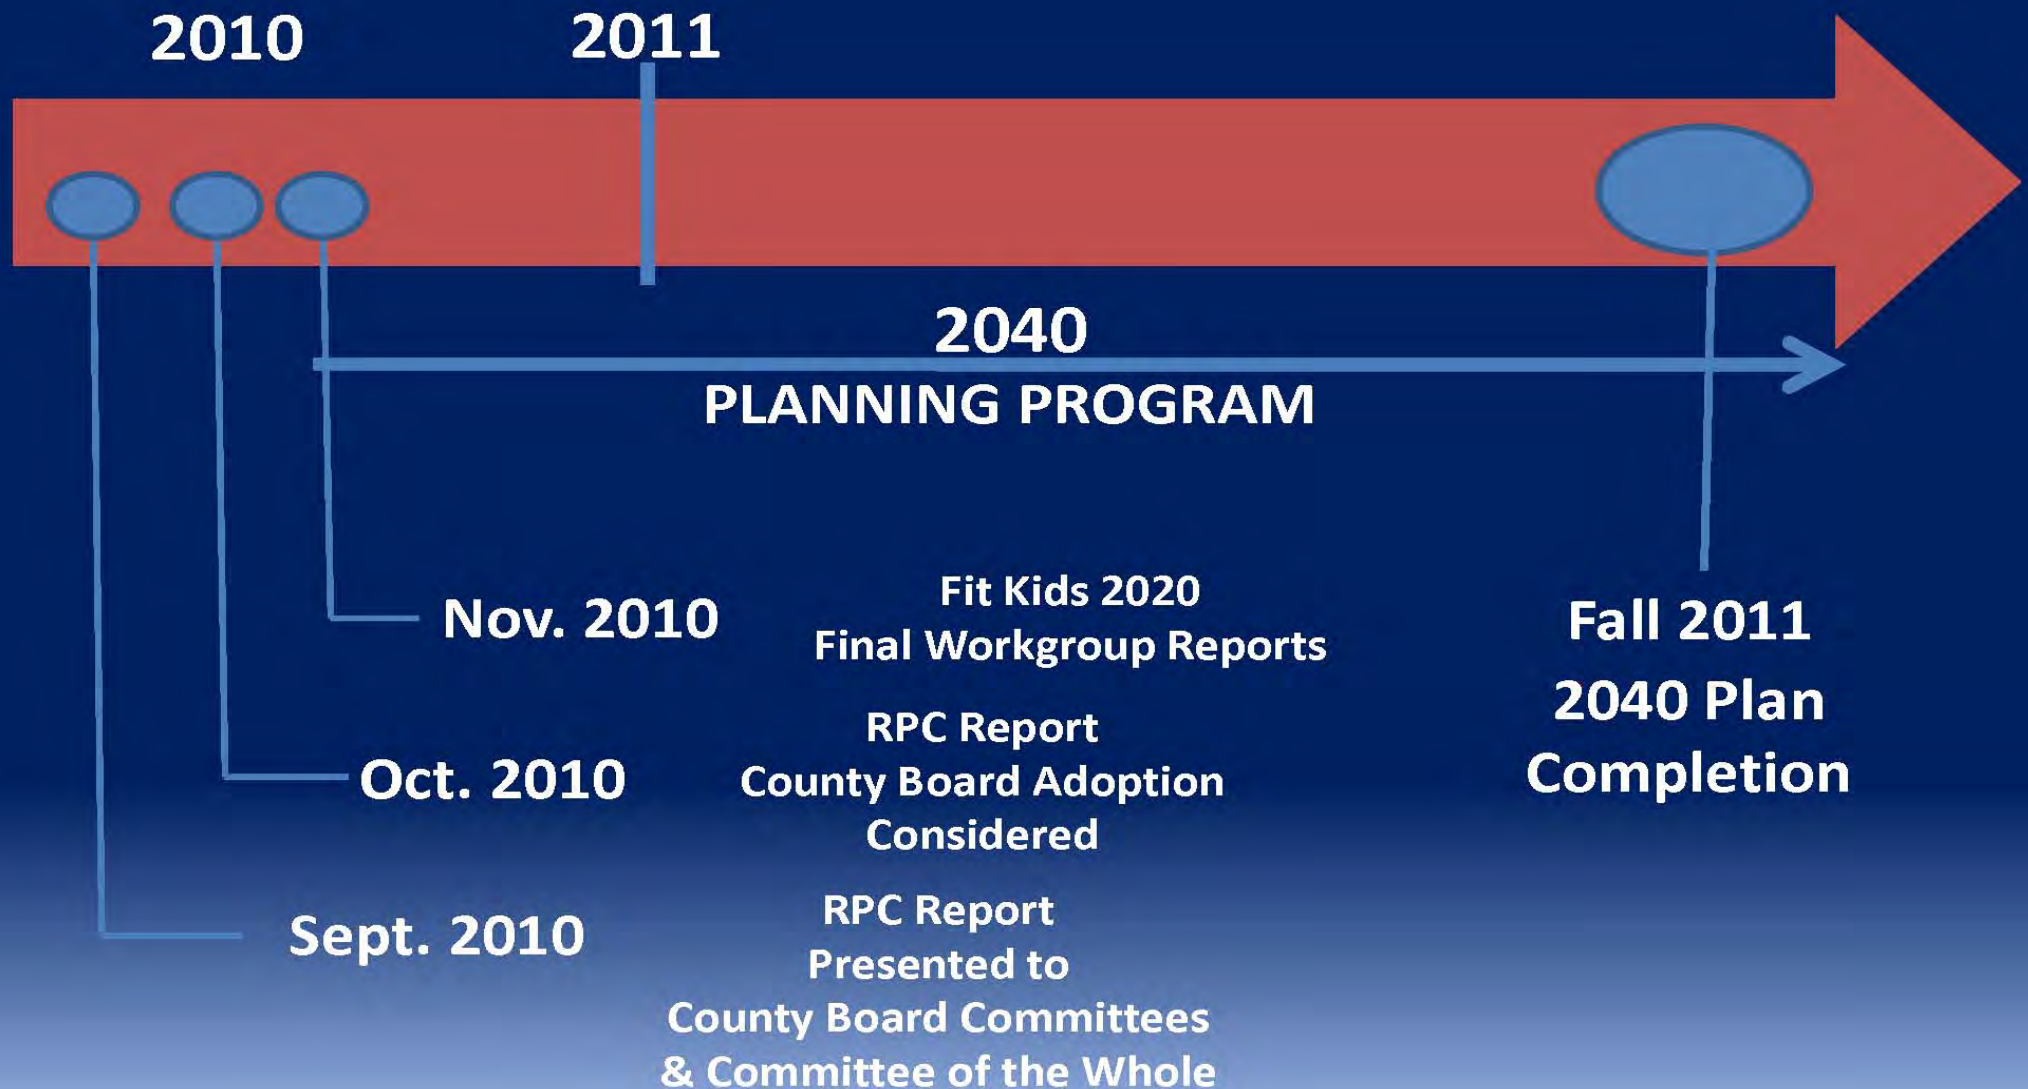 2010
2011
2040
PLANNING PROGRAM
Nov. 2010
Fit Kids 2020
Final Workgroup Reports
Oct. 2010
RPC Report
County Board Adoption
Considered
Sept. 2010
RPC Report
Presented to
County Board Committees
& Committee of the Whole
Fall 2011
2040 Plan
Completion